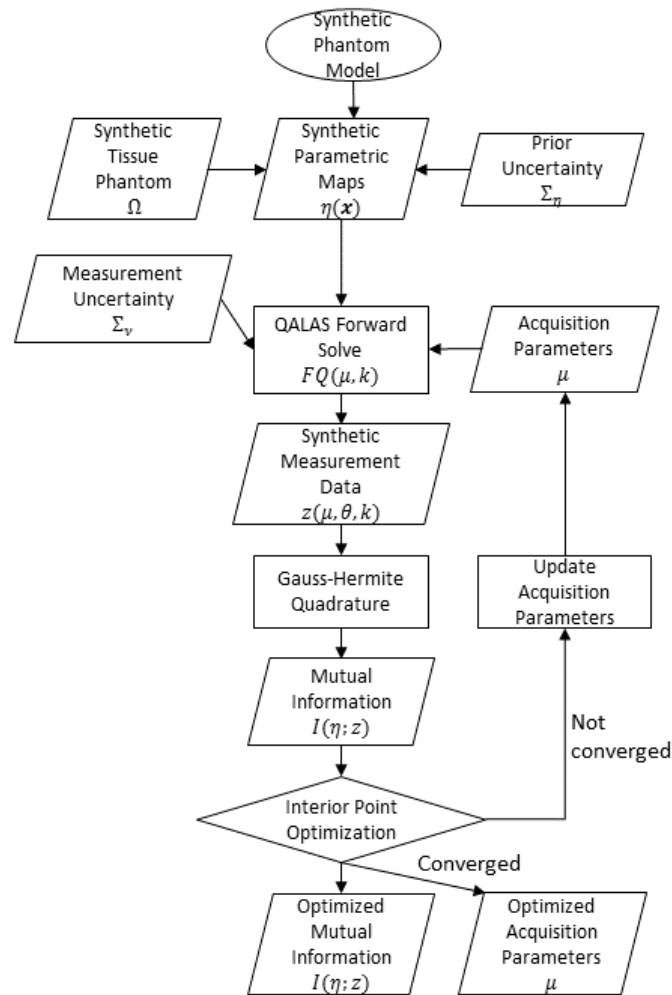 Synthetic
Phantom
Model
Synthetic
Tissue
Phantom
Ω
Synthetic
Parametric
Maps
η(x)
Prior
Uncertainty
Σ_η
Measurement
Uncertainty
Σ_ν
QALAS Forward
Solve
FQ(μ, k)
Acquisition
Parameters
μ
Synthetic
Measurement
Data
z(μ, θ, k)
Gauss-Hermite
Quadrature
Update
Acquisition
Parameters
Mutual
Information
I(η; z)
Not
converged
Interior Point
Optimization
Converged
Optimized
Mutual
Information
I(η; z)
Optimized
Acquisition
Parameters
μ